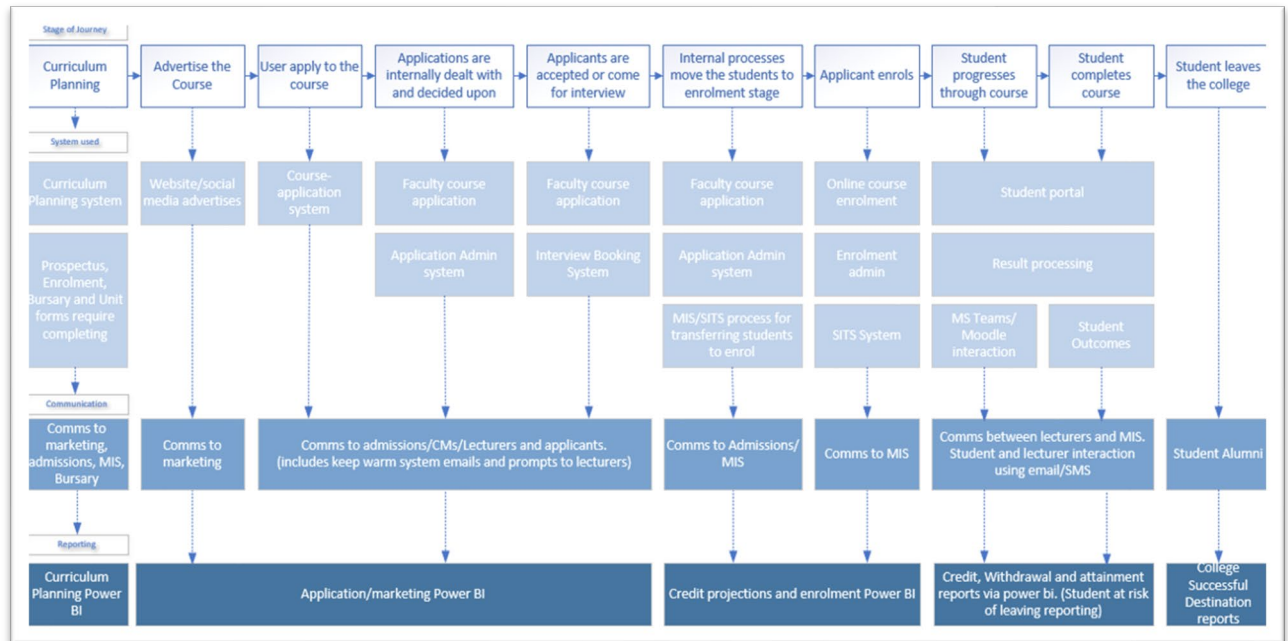 Stage of Journey
Curriculum
Planning
Advertise the
Course
User apply to the
course
Applications are
internally dealt with
and decided upon
Applicants are
accepted or come
for interview
Internal processes
move the students to
enrolment stage
Applicant enrols
Student
progresses
through course
Student
completes
course
Student leaves
the college
System used
Curriculum
Planning system
Website/social
media advertises
Course-
application
system
Faculty course
application
Faculty course
application
Faculty course
application
Online course
enrolment
Student portal
Prospectus,
Enrolment,
Bursary and Unit
forms require
completing
Application Admin
system
Interview Booking
System
Application Admin
system
Enrolment
admin
Result processing
MIS/SITS process for
transferring students
to enrol
SITS System
MS Teams/
Moodle
interaction
Student
Outcomes
Communication
Comms to
marketing,
admissions, MIS,
Bursary
Comms to
marketing
Comms to admissions/CMs/Lecturers and applicants.
(includes keep warm system emails and prompts to lecturers)
Comms to Admissions/
MIS
Comms to MIS
Comms between lecturers and MIS.
Student and lecturer interaction
using email/SMS
Student Alumni
Reporting
Curriculum
Planning Power
BI
Application/marketing Power BI
Credit projections and enrolment Power BI
Credit, Withdrawal and attainment
reports via power bi. (Student at risk
of leaving reporting)
College
Successful
Destination
reports